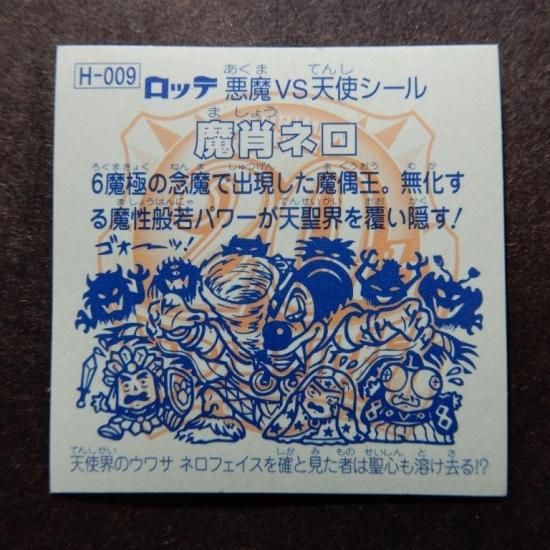 H-009 ロッテ 悪魔VS天使シール
魔肖ネロ
6魔極の念魔で出現した魔偶王。無化す
る魔性般若パワーが天聖界を覆い隠す!
ゴォーーッ!
天使界のウワサ ネロフェイスを確と見た者は聖心も溶け去る!?